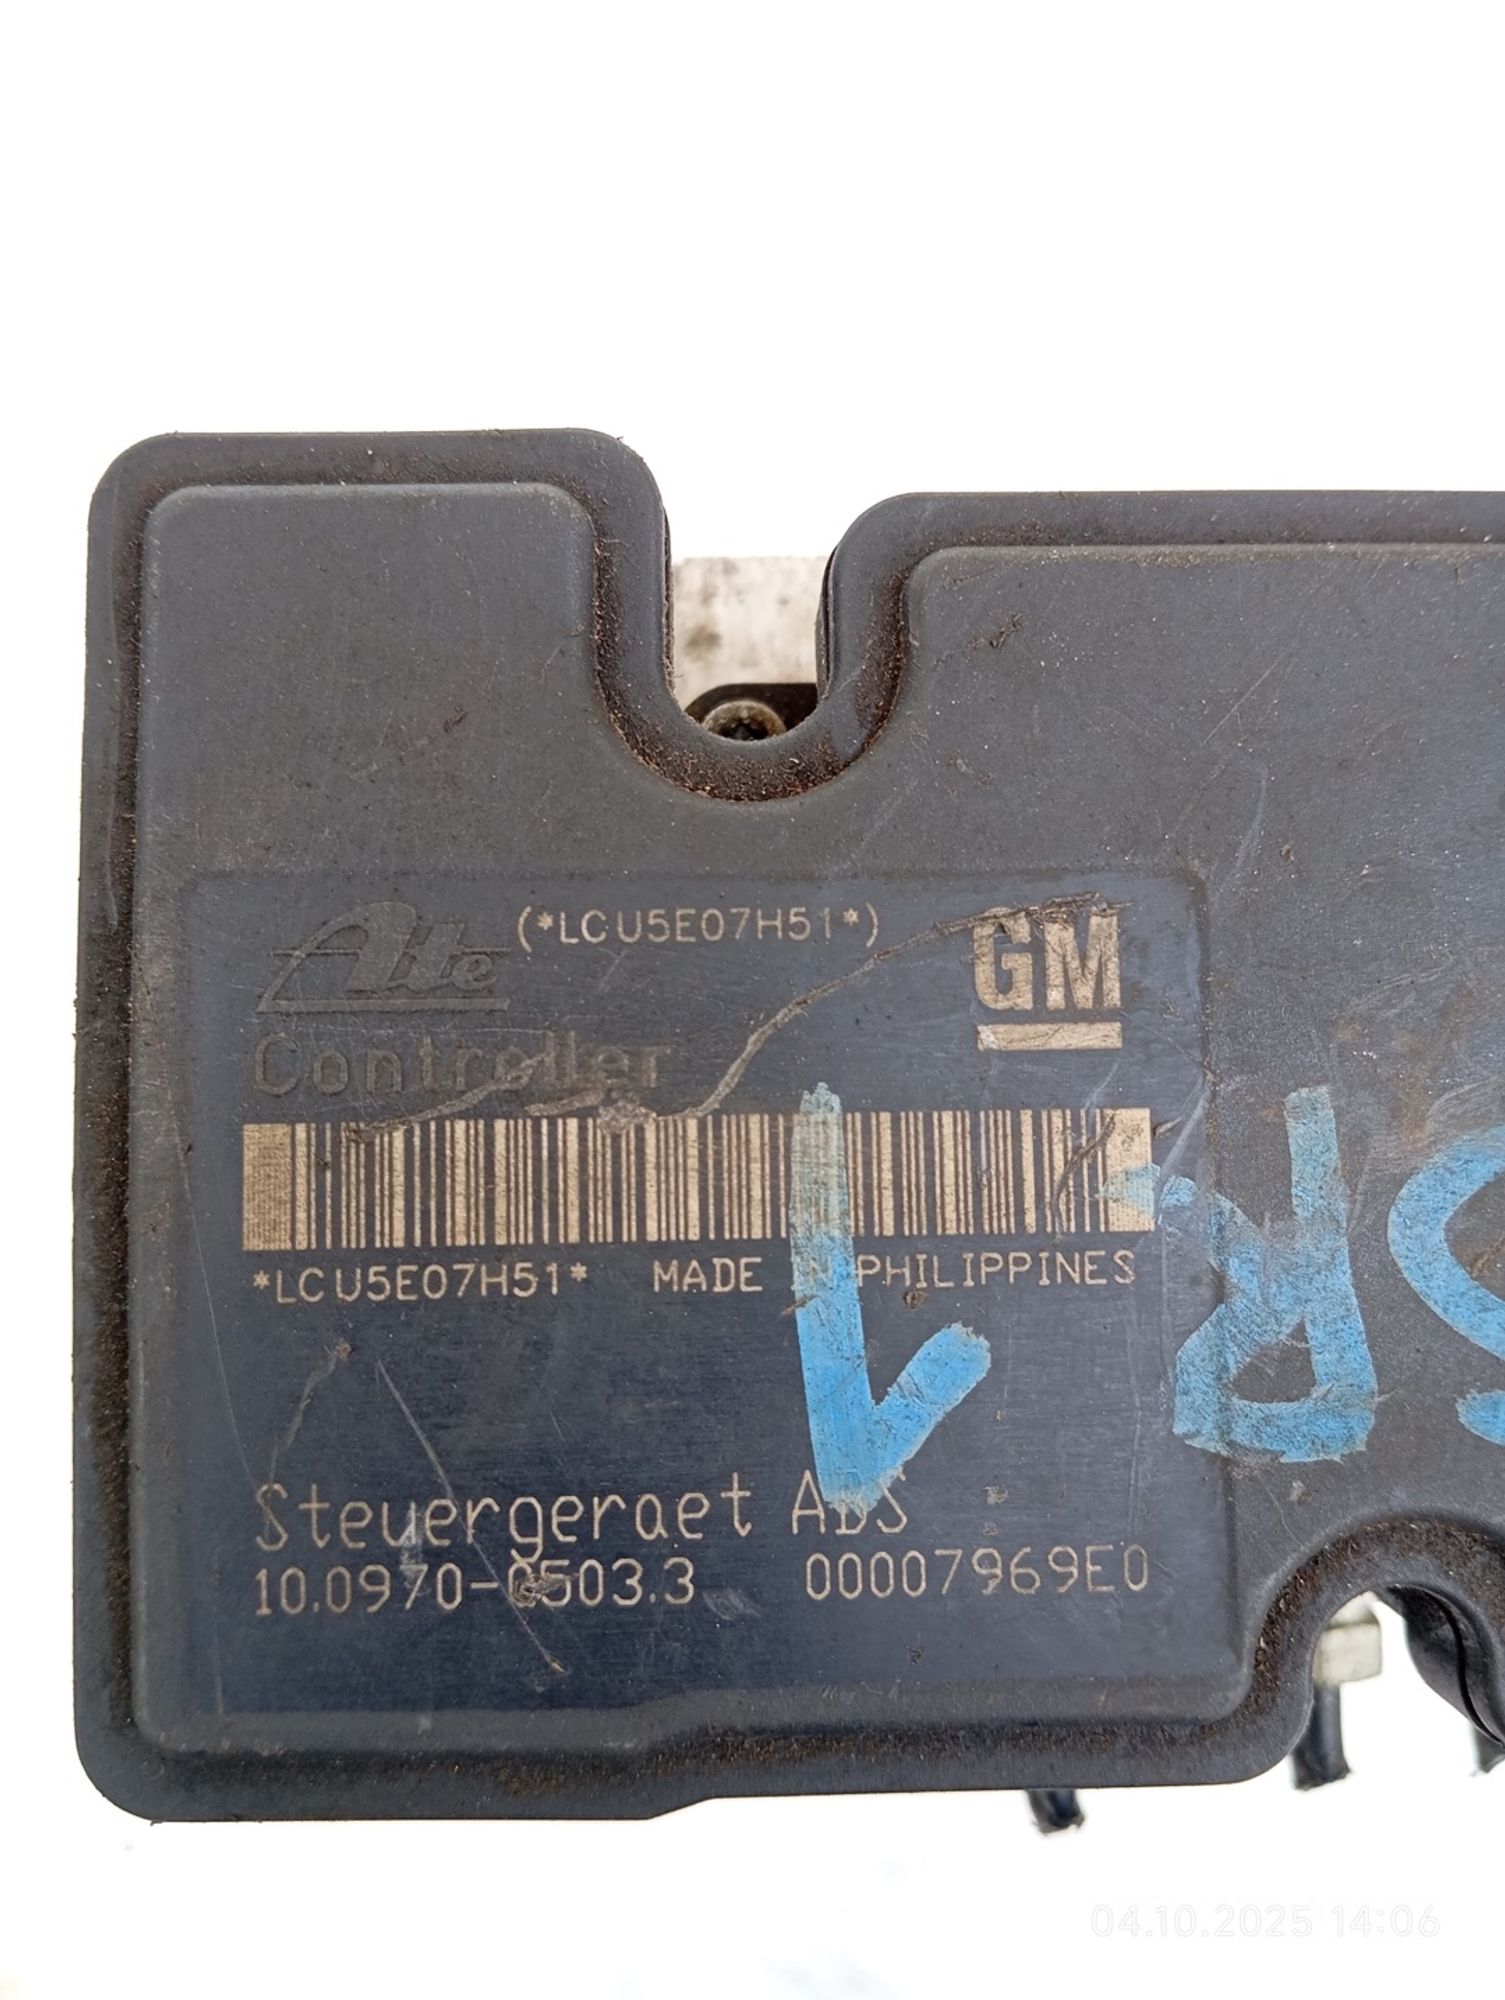 Ate (*LCU5E07H51*) GM
Controller
*LCU5E07H51* MADE IN PHILIPPINES
Steuergeraet ABS
10.0970-0503.3 00007969E0
04.10.2025 14:06